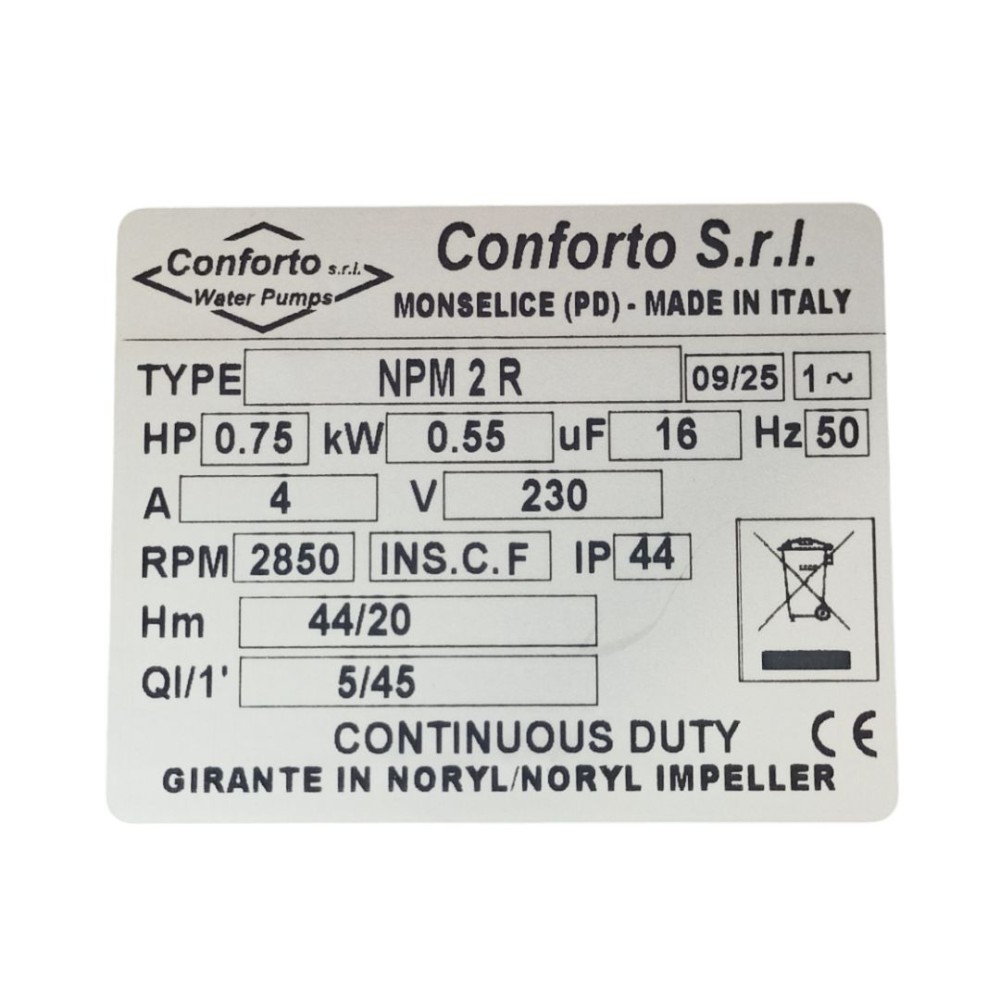 Conforto s.r.l.
Water Pumps
Conforto S.r.l.
MONSELICE (PD) - MADE IN ITALY
TYPE NPM 2 R 09/25 1~
HP 0.75 kW 0.55 uF 16 Hz 50
A 4 V 230
RPM 2850 INS.C.F IP 44
Hm 44/20
Ql/1' 5/45
CONTINUOUS DUTY CE
GIRANTE IN NORYL/NORYL IMPELLER